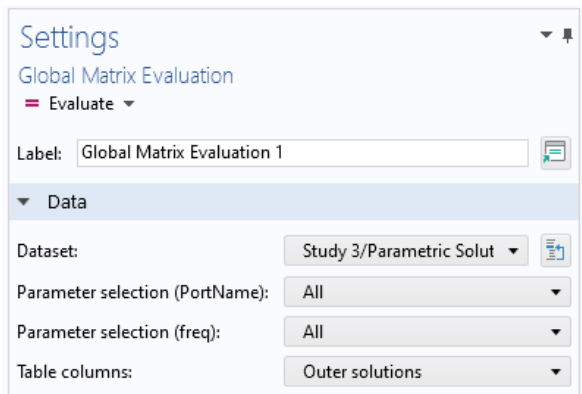 Settings
Global Matrix Evaluation
Evaluate
Label: Global Matrix Evaluation 1
Data
Dataset: Study 3/Parametric Solut
Parameter selection (PortName): All
Parameter selection (freq): All
Table columns: Outer solutions